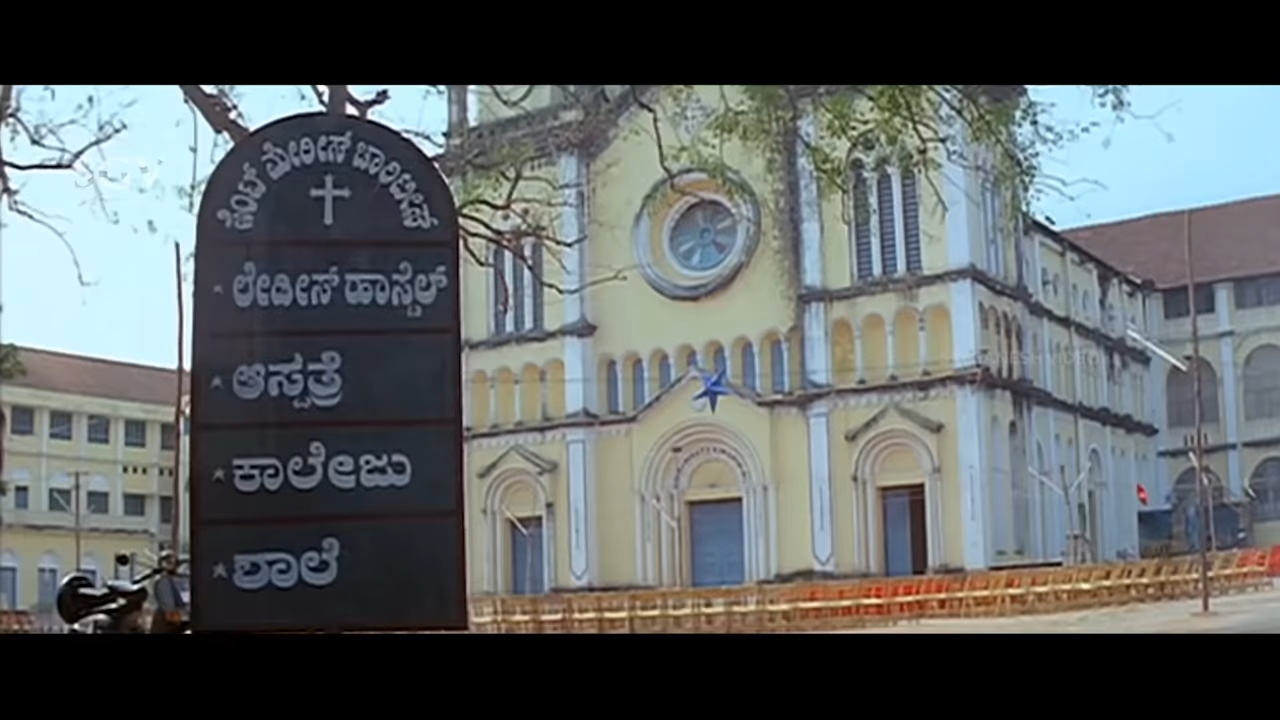 ಸೈಂಟ್ ಮೇರೀಸ್ ಚಾರಿಟೀಸ್
ಲೇಡೀಸ್ ಹಾಸ್ಟೆಲ್
ಆಸ್ಪತ್ರೆ
ಕಾಲೇಜು
ಶಾಲೆ